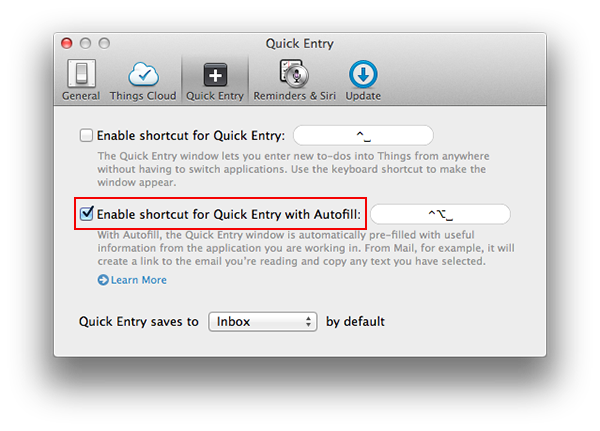 Quick Entry
General Things Cloud Quick Entry Reminders & Siri Update
Enable shortcut for Quick Entry: ^⎵
The Quick Entry window lets you enter new to-dos into Things from anywhere
without having to switch applications. Use the keyboard shortcut to make the
window appear.
Enable shortcut for Quick Entry with Autofill: ^⌥⎵
With Autofill, the Quick Entry window is automatically pre-filled with useful
information from the application you are working in. From Mail, for example, it will
create a link to the email you're reading and copy any text you have selected.
Learn More
Quick Entry saves to Inbox by default